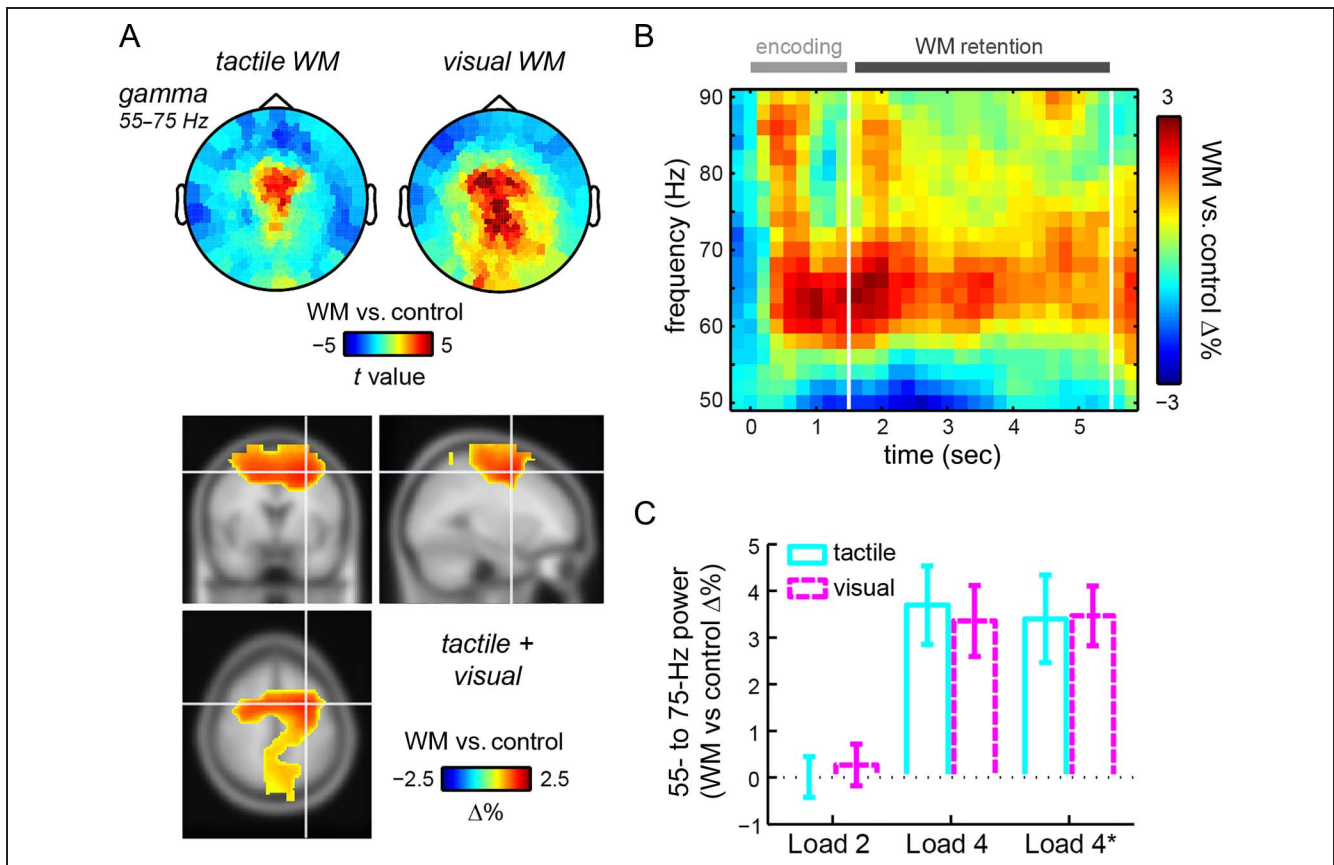 A
tactile WM
visual WM
gamma
55–75 Hz
WM vs. control
−5
5
t value
tactile +
visual
WM vs. control
−2.5
2.5
Δ%
B
encoding
WM retention
90
80
70
60
50
frequency (Hz)
0
1
2
3
4
5
time (sec)
3
−3
WM vs. control Δ%
C
5
4
3
2
1
0
−1
55- to 75-Hz power
(WM vs control Δ%)
tactile
visual
Load 2
Load 4
Load 4*